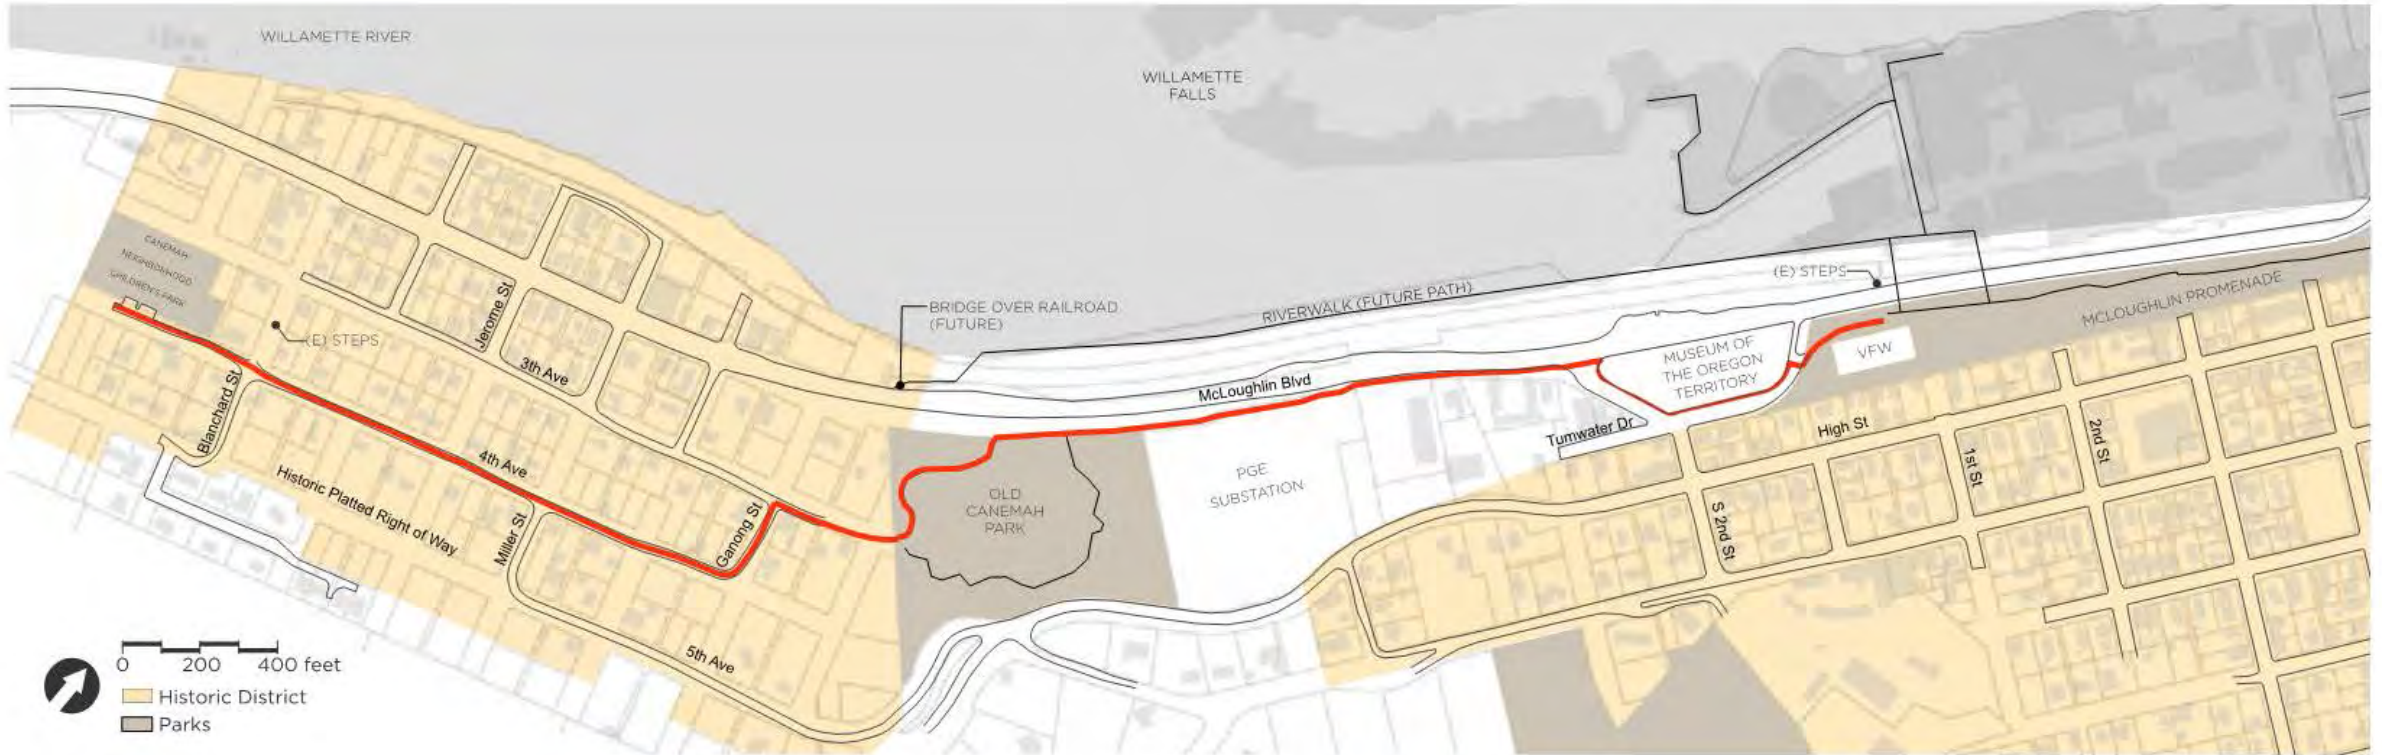 WILLAMETTE RIVER
WILLAMETTE
FALLS
CANEMAH
NEIGHBORHOOD
CHILDREN'S PARK
(E) STEPS
Jerome St
3th Ave
BRIDGE OVER RAILROAD
(FUTURE)
RIVERWALK (FUTURE PATH)
(E) STEPS
MCLOUGHLIN PROMENADE
McLoughlin Blvd
MUSEUM OF
THE OREGON
TERRITORY
VFW
Blanchard St
4th Ave
Historic Platted Right of Way
Miller St
Ganong St
5th Ave
OLD
CANEMAH
PARK
PGE
SUBSTATION
Tumwater Dr
High St
S 2nd St
1st St
2nd St
0 200 400 feet
Historic District
Parks